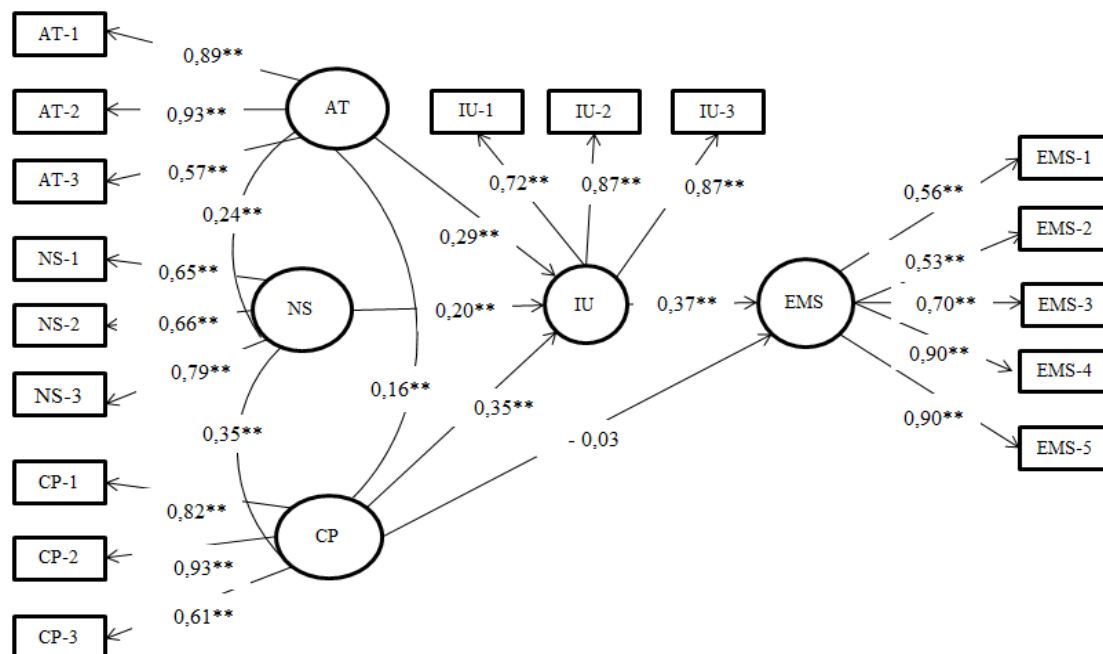 AT-1
0,89**
AT
AT-2
0,93**
IU-1
IU-2
IU-3
AT-3
0,57**
EMS-1
0,72**
0,87**
0,87**
0,56**
0,24**
EMS-2
0,29**
NS-1
0,65**
0,53**
NS
0,20**
IU
0,37**
EMS
0,70**
EMS-3
NS-2
0,66**
0,90**
EMS-4
0,79**
NS-3
0,16**
0,35**
0,90**
0,35**
- 0,03
EMS-5
CP-1
0,82**
CP
CP-2
0,93**
0,61**
CP-3